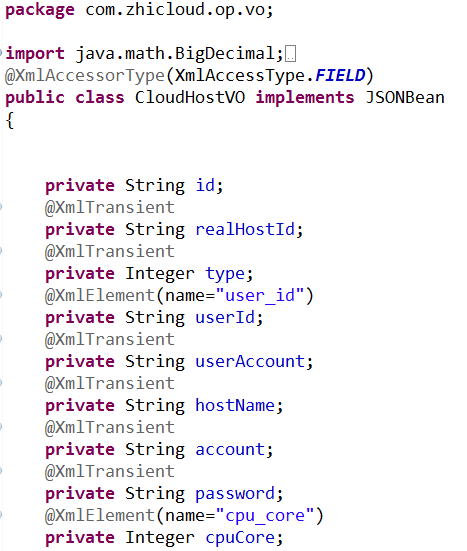 package com.zhicloud.op.vo;
import java.math.BigDecimal;
@XmlAccessorType(XmlAccessType.FIELD)
public class CloudHostVO implements JSONBean
{
private String id;
@XmlTransient
private String realHostId;
@XmlTransient
private Integer type;
@XmlElement(name="user_id")
private String userId;
@XmlTransient
private String userAccount;
@XmlTransient
private String hostName;
@XmlTransient
private String account;
@XmlTransient
private String password;
@XmlElement(name="cpu_core")
private Integer cpuCore;